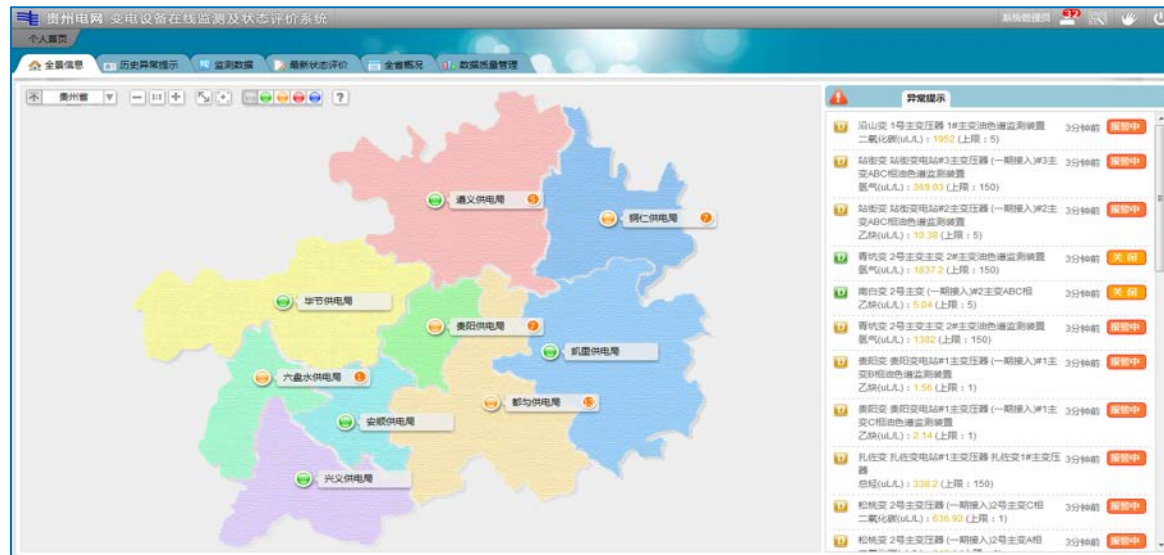 贵州电网 变电设备在线监测及状态评价系统
系统管理员 32
个人首页
全景信息 历史异常提示 监测数据 最新状态评价 全省概况 数据质量管理
贵州省 1:1 ?
遵义供电局 5
铜仁供电局 7
毕节供电局
贵阳供电局 7
凯里供电局
六盘水供电局 1
都匀供电局
安顺供电局
兴义供电局
异常提示
沿山变 1号主变压器 1#主变油色谱监测装置 3分钟前 报警中
二氧化碳(uL/L)：1952 (上限：5)
站街变 站街变电站#3主变压器 (一期接入)#3主 3分钟前 报警中
变ABC相油色谱监测装置
氢气(uL/L)：369.03 (上限：150)
站街变 站街变电站#2主变压器 (一期接入)#2主 3分钟前 报警中
变ABC相油色谱监测装置
乙炔(uL/L)：10.38 (上限：5)
青坑变 2号主变主变 2#主变油色谱监测装置 3分钟前 关 闭
氢气(uL/L)：1837.2 (上限：150)
南白变 2号主变 (一期接入)#2主变ABC相 3分钟前 关 闭
乙炔(uL/L)：5.04 (上限：5)
青坑变 2号主变主变 2#主变油色谱监测装置 3分钟前 报警中
氢气(uL/L)：1382 (上限：150)
贵阳变 贵阳变电站#1主变压器 (一期接入)#1主 3分钟前 报警中
变B相油色谱监测装置
乙炔(uL/L)：1.56 (上限：1)
贵阳变 贵阳变电站#1主变压器 (一期接入)#1主 3分钟前 报警中
变C相油色谱监测装置
乙炔(uL/L)：2.14 (上限：1)
扎佐变 扎佐变电站#1主变压器 扎佐变1#主变压 3分钟前 报警中
器
总烃(uL/L)：338.2 (上限：150)
松桃变 2号主变压器 (一期接入)2号主变C相 3分钟前 报警中
二氧化碳(uL/L)：636.92 (上限：1)
松桃变 2号主变压器 (一期接入)2号主变A相 3分钟前 报警中